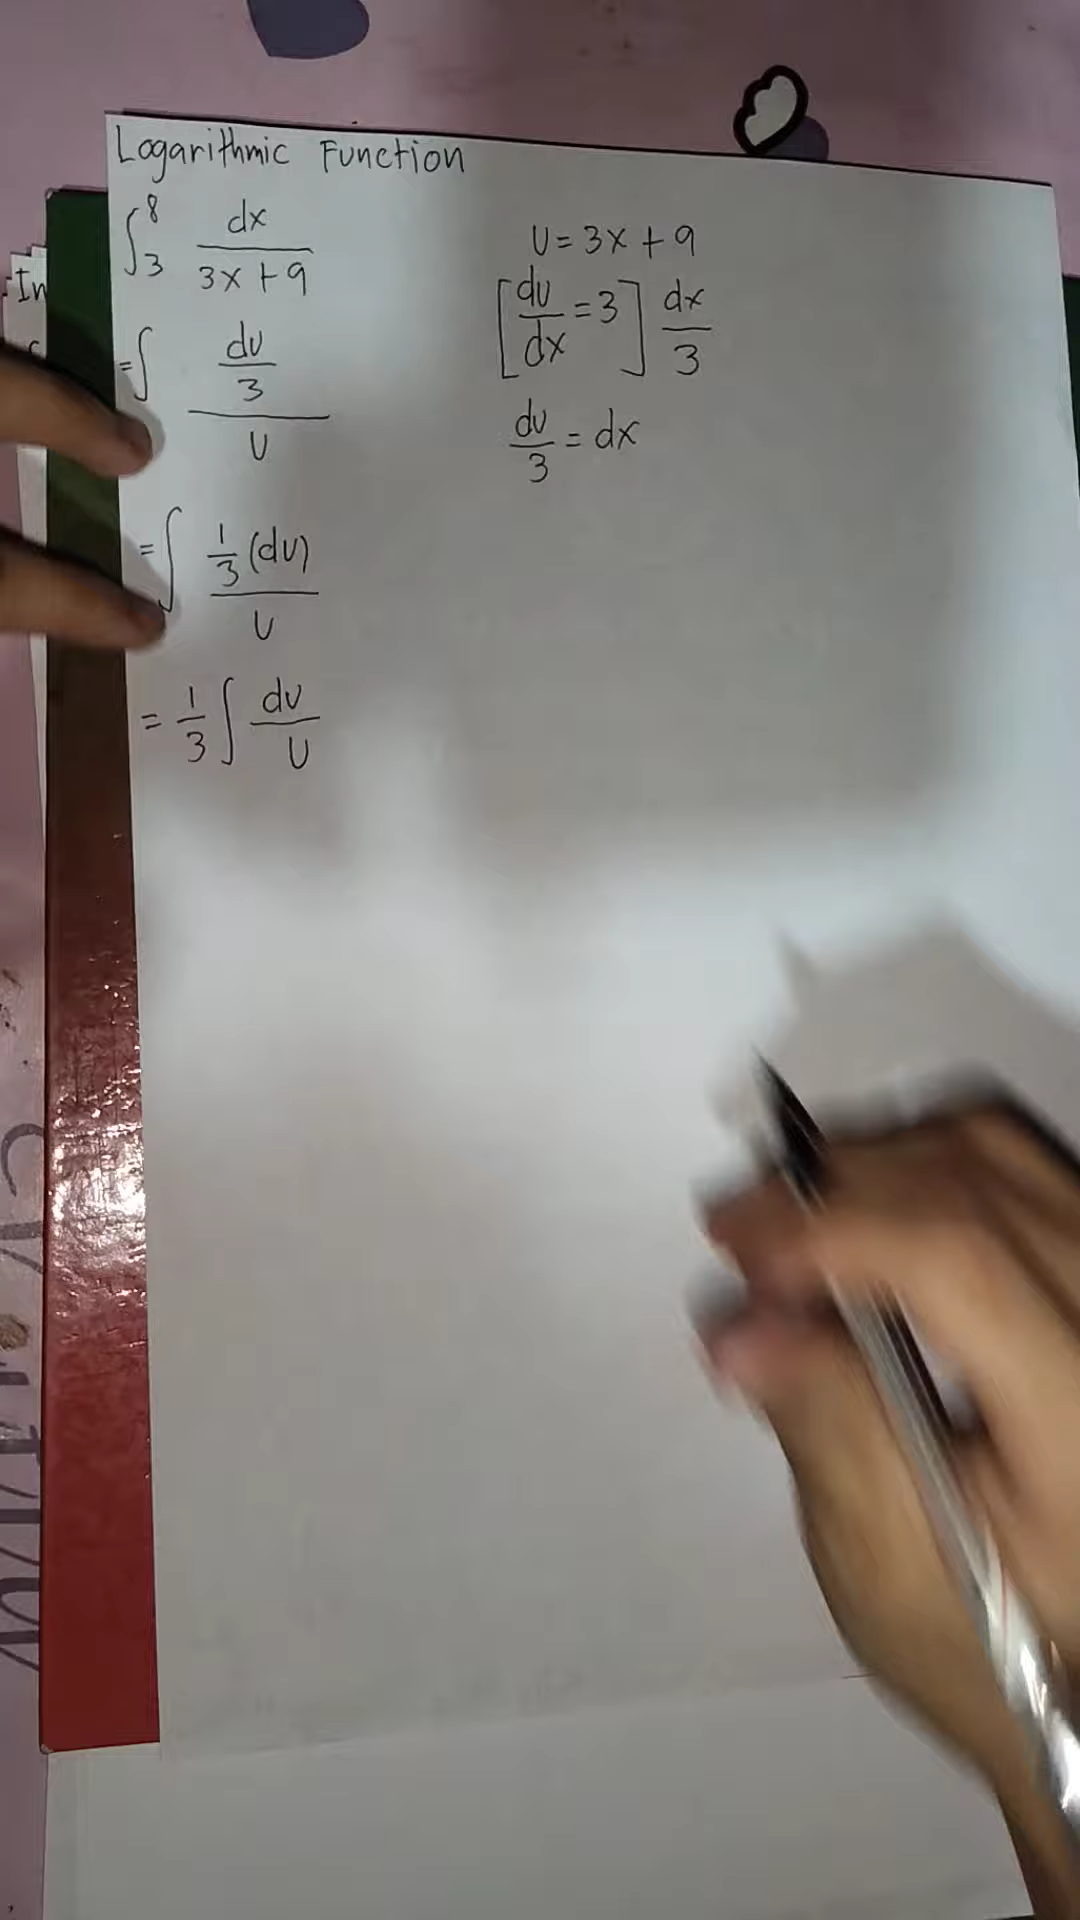 Logarithmic Function
∫₃⁸ dx / 3x + 9
= ∫ (du/3) / u
= ∫ 1/3 (du) / u
= 1/3 ∫ du / u
u = 3x + 9
[du/dx = 3] dx/3
du/3 = dx
In